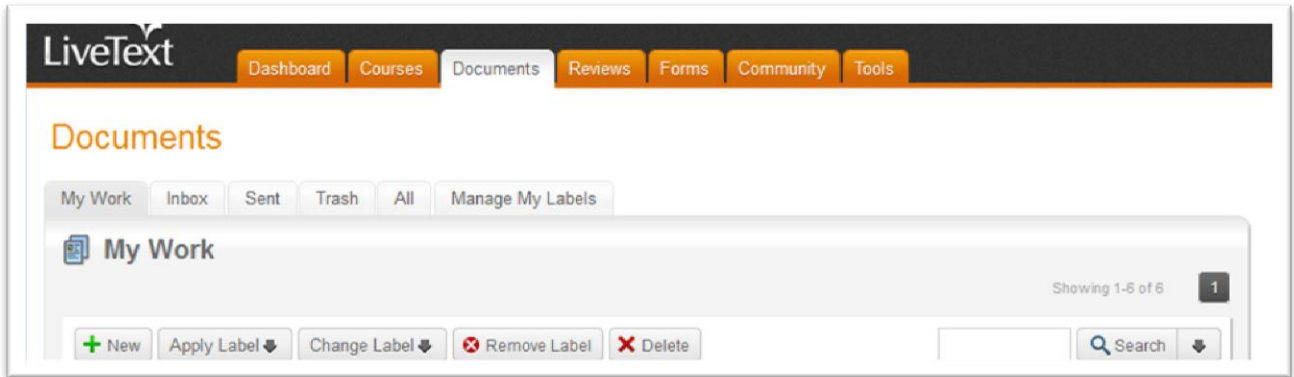 LiveText
Dashboard Courses Documents Reviews Forms Community Tools
Documents
My Work Inbox Sent Trash All Manage My Labels
My Work
Showing 1-6 of 6 1
New Apply Label Change Label Remove Label Delete Search